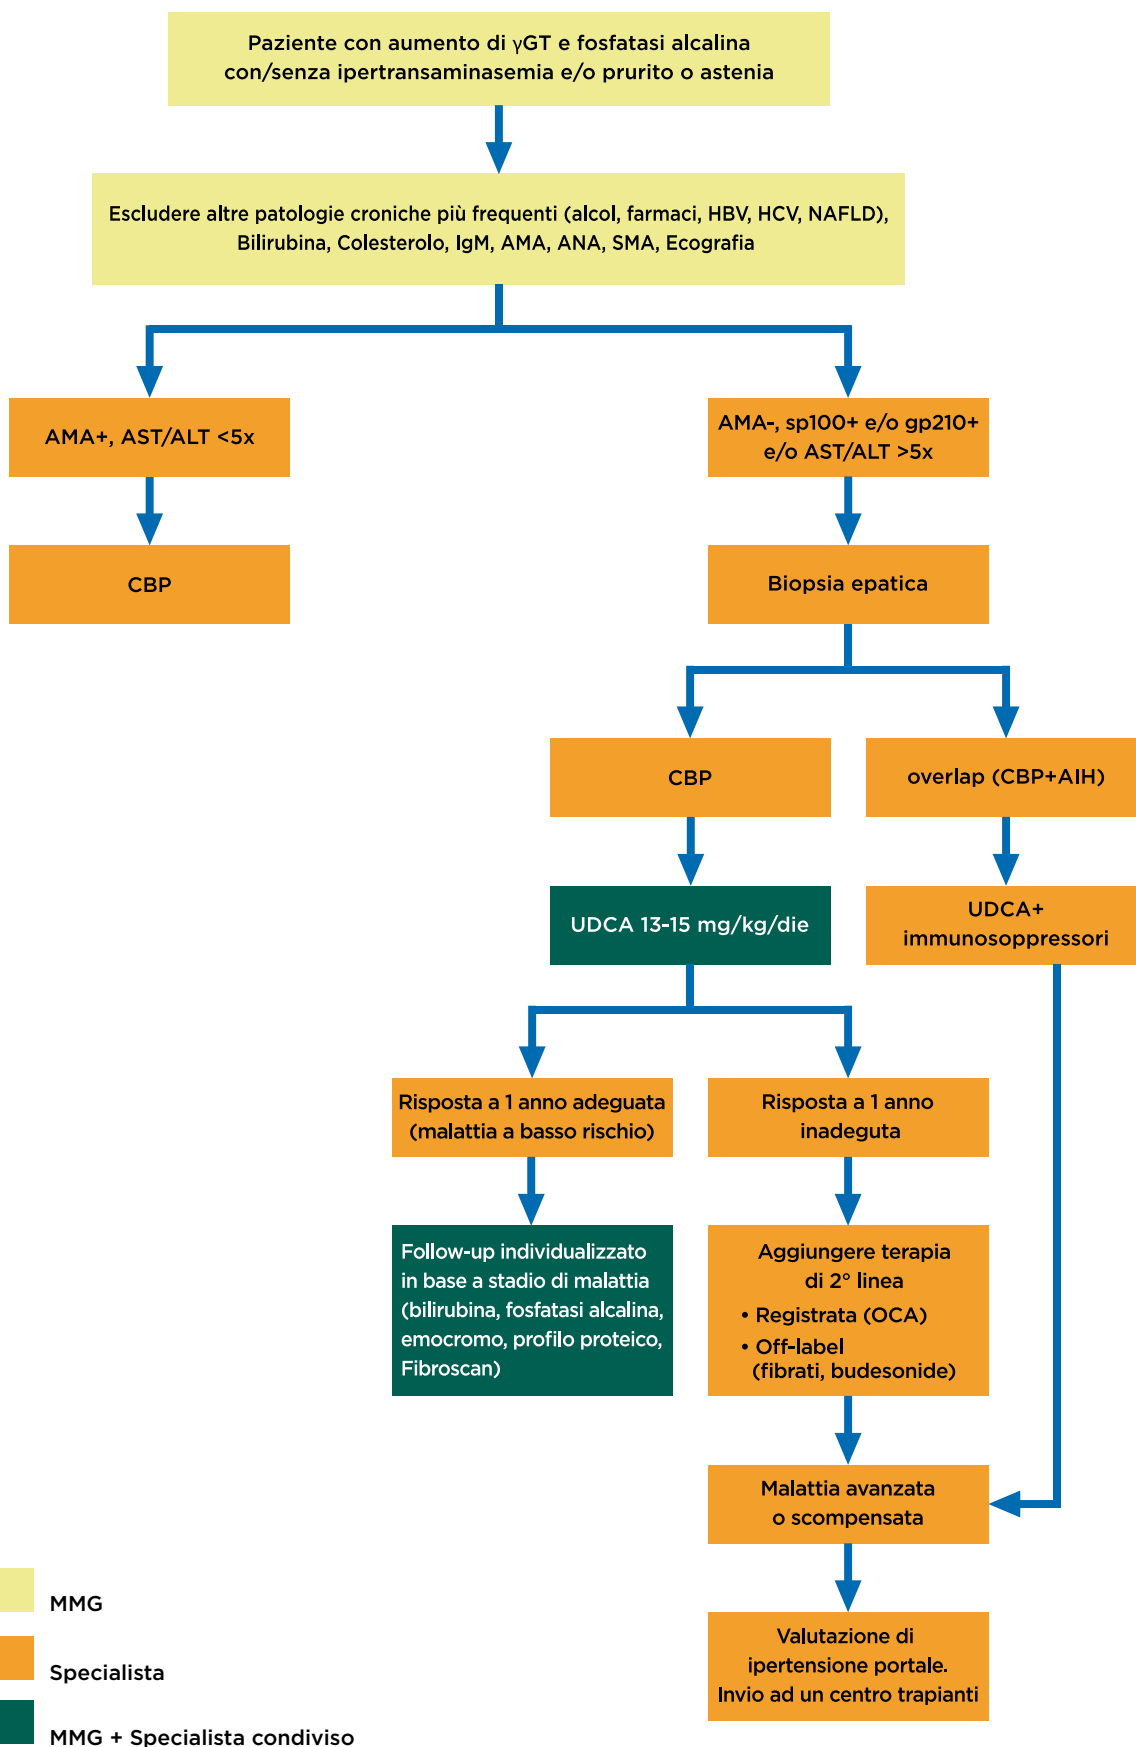 Paziente con aumento di γGT e fosfatasi alcalina
con/senza ipertransaminasemia e/o prurito o astenia
Escludere altre patologie croniche più frequenti (alcol, farmaci, HBV, HCV, NAFLD),
Bilirubina, Colesterolo, IgM, AMA, ANA, SMA, Ecografia
AMA+, AST/ALT <5x
AMA-, sp100+ e/o gp210+
e/o AST/ALT >5x
CBP
Biopsia epatica
CBP
overlap (CBP+AIH)
UDCA 13-15 mg/kg/die
UDCA+
immunosoppressori
Risposta a 1 anno adeguata
(malattia a basso rischio)
Risposta a 1 anno
inadeguta
Follow-up individualizzato
in base a stadio di malattia
(bilirubina, fosfatasi alcalina,
emocromo, profilo proteico,
Fibroscan)
Aggiungere terapia
di 2° linea
• Registrata (OCA)
• Off-label
(fibrati, budesonide)
Malattia avanzata
o scompensata
Valutazione di
ipertensione portale.
Invio ad un centro trapianti
MMG
Specialista
MMG + Specialista condiviso